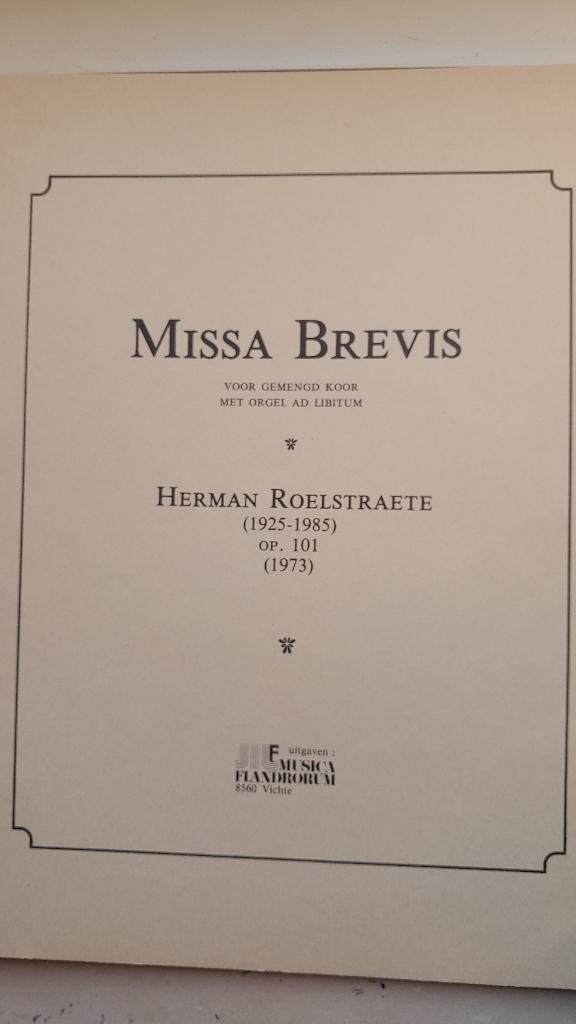 MISSA BREVIS
VOOR GEMENGD KOOR
MET ORGEL AD LIBITUM
HERMAN ROELSTRAETE
(1925-1985)
OP. 101
(1973)
uitgaven :
MUSICA
FLANDRORUM
8560 Vichte